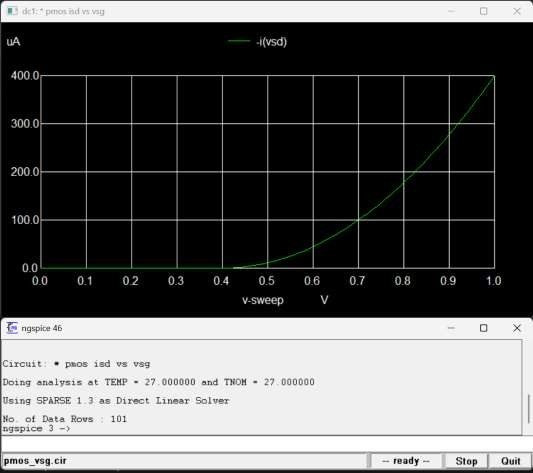 dc1: * pmos isd vs vsg
uA
-i(vsd)
400.0
300.0
200.0
100.0
0.0
0.0 0.1 0.2 0.3 0.4 0.5 0.6 0.7 0.8 0.9 1.0
v-sweep V
ngspice 46
Circuit: * pmos isd vs vsg
Doing analysis at TEMP = 27.000000 and TNOM = 27.000000
Using SPARSE 1.3 as Direct Linear Solver
No. of Data Rows : 101
ngspice 3 ->
pmos_vsg.cir -- ready -- Stop Quit